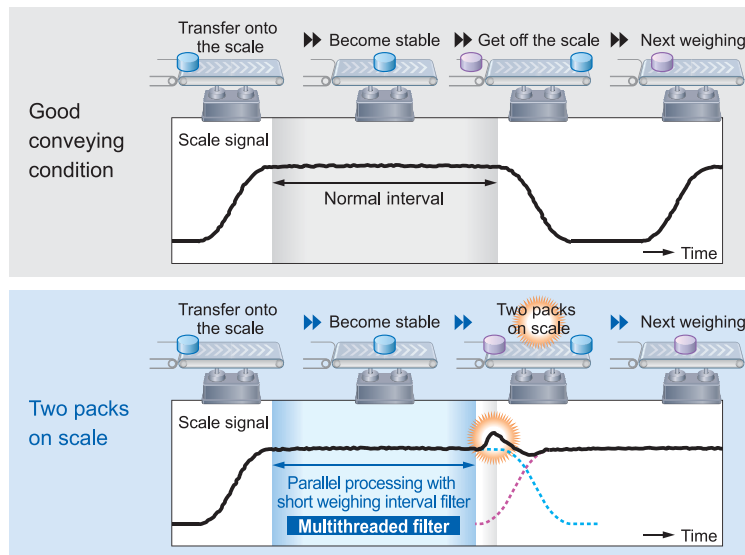 Transfer onto
the scale
Become stable
Get off the scale
Next weighing
Good
conveying
condition
Scale signal
Normal interval
Time
Transfer onto
the scale
Become stable
Two packs
on scale
Next weighing
Two packs
on scale
Scale signal
Parallel processing with
short weighing interval filter
Multithreaded filter
Time